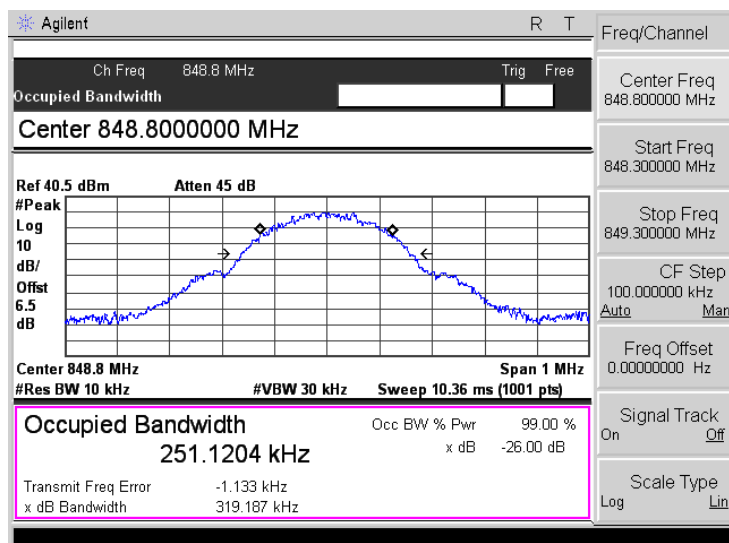 Agilent R T
Ch Freq 848.8 MHz Trig Free
Occupied Bandwidth
Center 848.8000000 MHz
Ref 40.5 dBm Atten 45 dB
#Peak
Log
10
dB/
Offst
6.5
dB
Center 848.8 MHz Span 1 MHz
#Res BW 10 kHz #VBW 30 kHz Sweep 10.36 ms (1001 pts)
Occupied Bandwidth Occ BW % Pwr 99.00 %
251.1204 kHz x dB -26.00 dB
Transmit Freq Error -1.133 kHz
x dB Bandwidth 319.187 kHz
Freq/Channel
Center Freq
848.800000 MHz
Start Freq
848.300000 MHz
Stop Freq
849.300000 MHz
CF Step
100.000000 kHz
Auto Man
Freq Offset
0.00000000 Hz
Signal Track
On Off
Scale Type
Log Lin